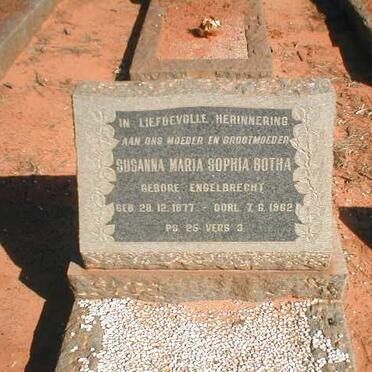 IN LIEFDEVOLLE HERINNERING
AAN ONS MOEDER EN GROOTMOEDER
SUSANNA MARIA SOPHIA BOTHA
GEBORE ENGELBRECHT
GEB. 28.12.1877 - OORL. 7.6.1962
PS 25 VERS 3